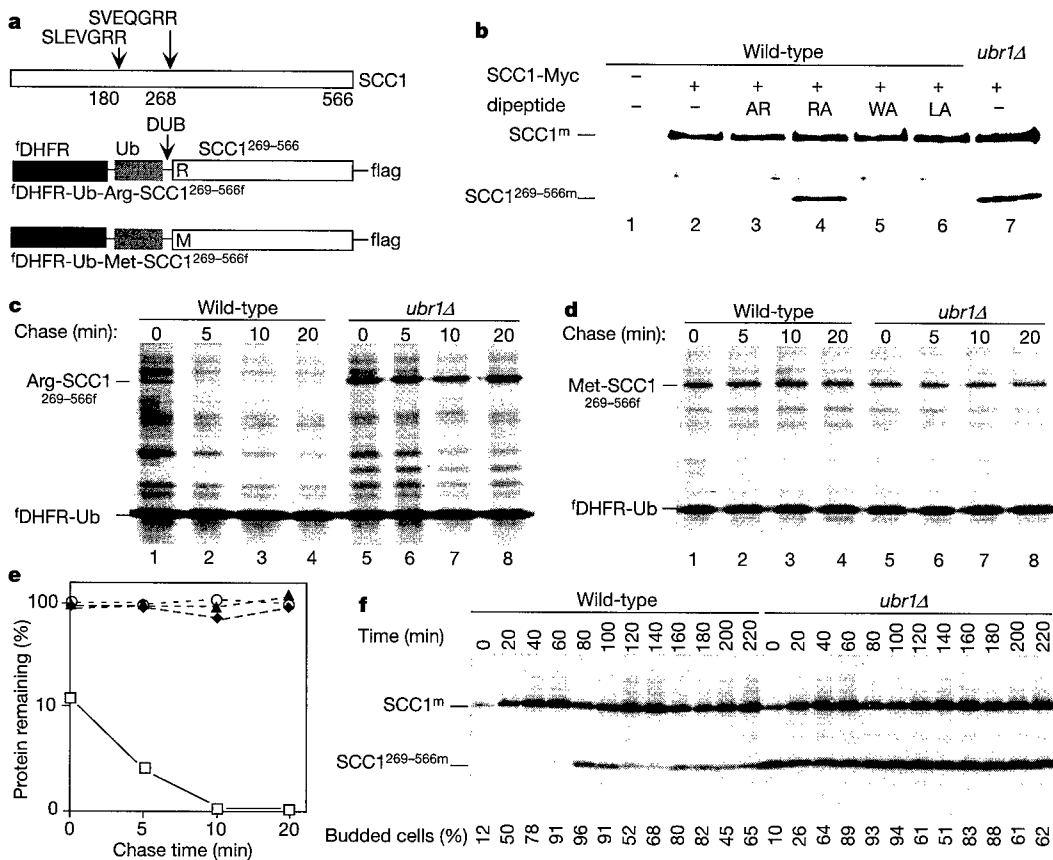 a
SVEQGRR
SLEVGRR
SCC1
180 268 566
DUB
fDHFR Ub SCC1269–566
R
flag
fDHFR-Ub-Arg-SCC1269–566f
M
flag
fDHFR-Ub-Met-SCC1269–566f
b
Wild-type ubr1Δ
SCC1-Myc – + + + + + +
dipeptide – AR RA WA LA –
SCC1m
SCC1269–566m
1 2 3 4 5 6 7
c
Wild-type ubr1Δ
Chase (min): 0 5 10 20 0 5 10 20
Arg-SCC1
269–566f
fDHFR-Ub
1 2 3 4 5 6 7 8
d
Wild-type ubr1Δ
Chase (min): 0 5 10 20 0 5 10 20
Met-SCC1
269–566f
fDHFR-Ub
1 2 3 4 5 6 7 8
e
Protein remaining (%)
100
10
0
0 5 10 20
Chase time (min)
f
Wild-type ubr1Δ
Time (min) 0 20 40 60 80 100 120 140 160 180 200 220 0 20 40 60 80 100 120 140 160 180 200 220
SCC1m
SCC1269–566m
Budded cells (%) 12 50 78 91 96 91 52 68 80 82 45 65 10 26 64 89 93 94 61 51 83 88 61 62